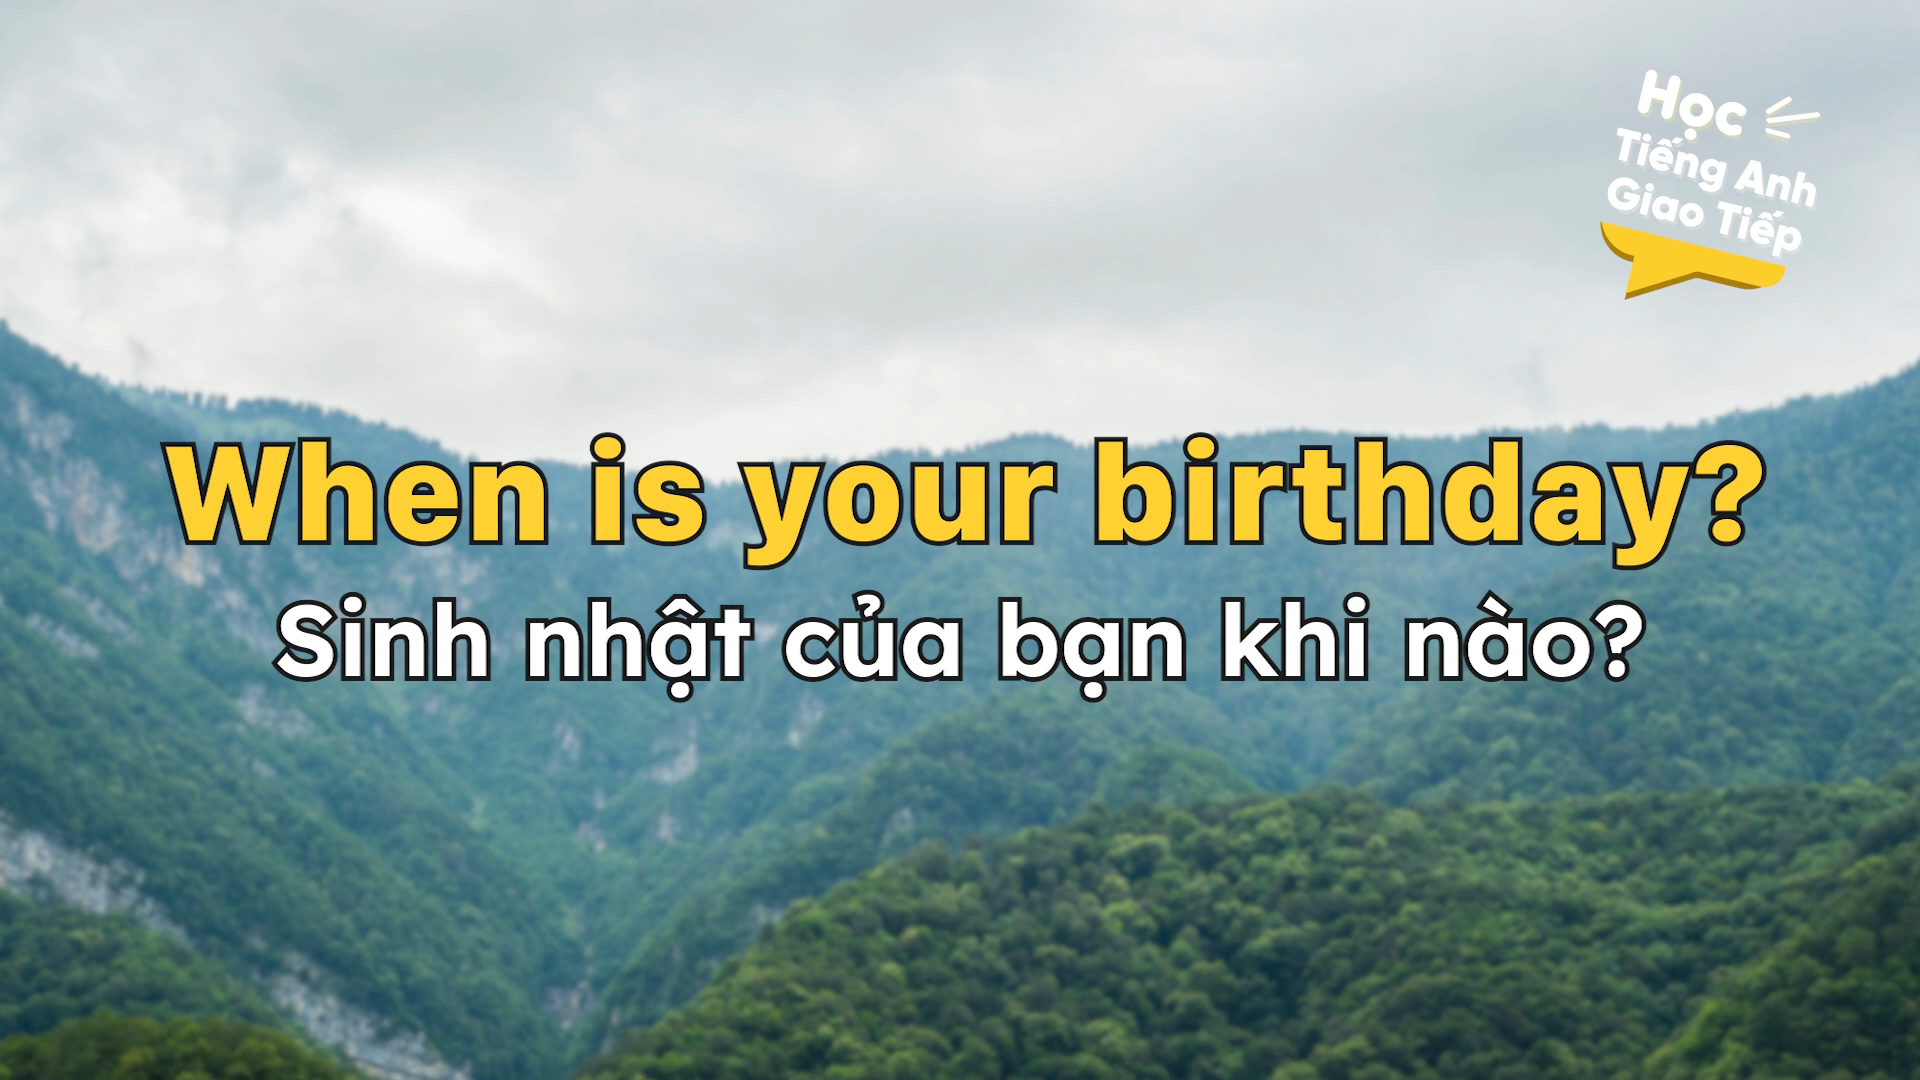 Học
Tiếng Anh
Giao Tiếp
When is your birthday?
Sinh nhật của bạn khi nào?